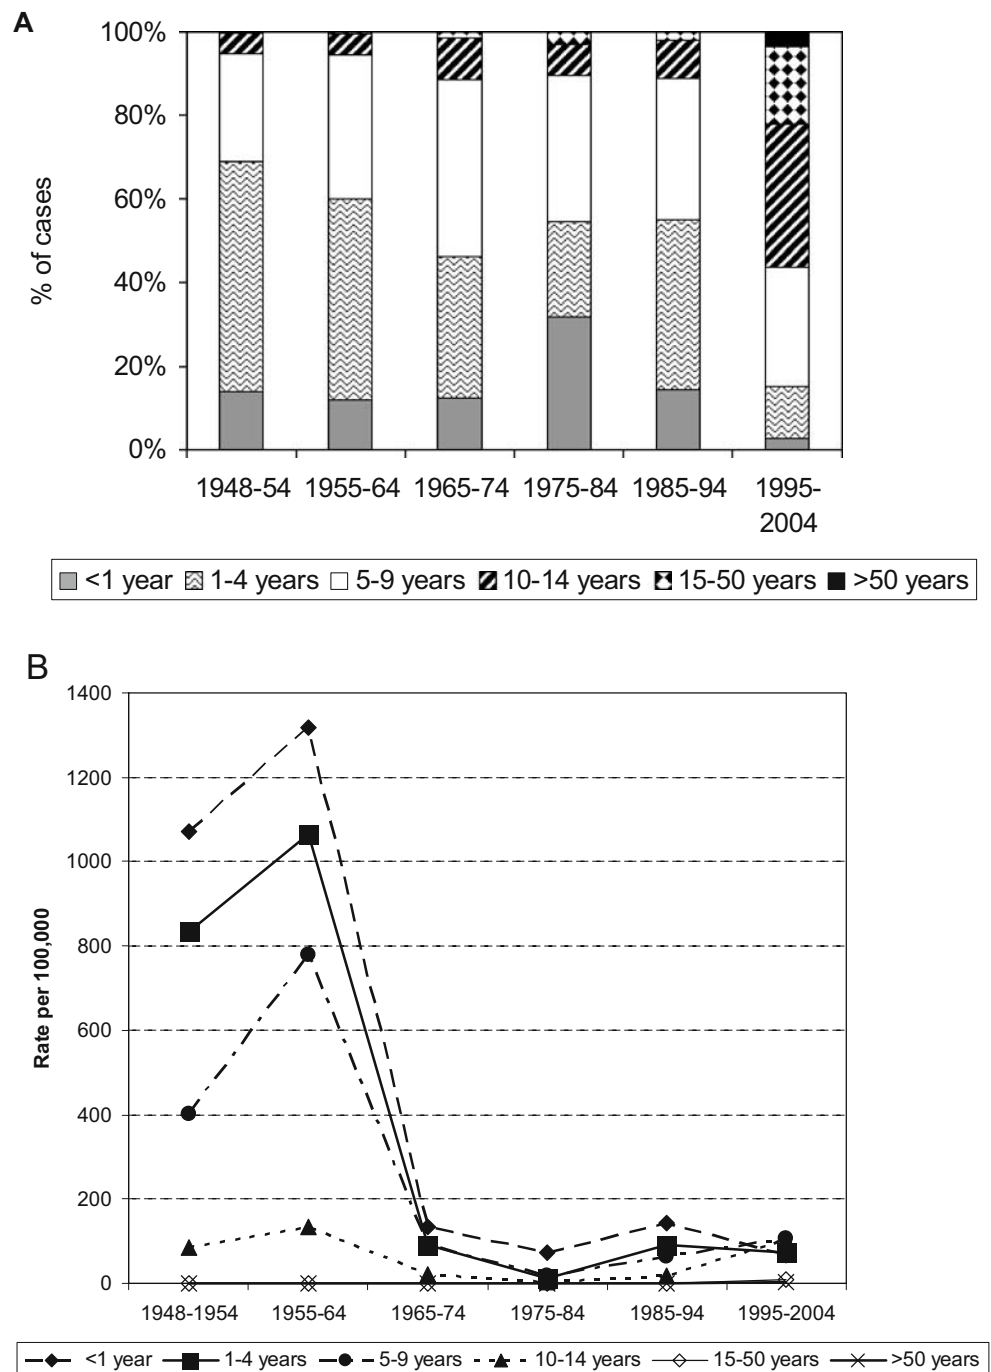 A
100%
80%
60%
40%
20%
0%
% of cases
1948-54 1955-64 1965-74 1975-84 1985-94 1995-
2004
<1 year 1-4 years 5-9 years 10-14 years 15-50 years >50 years
B
1400
1200
1000
800
600
400
200
0
Rate per 100,000
1948-1954 1955-64 1965-74 1975-84 1985-94 1995-2004
<1 year 1-4 years 5-9 years 10-14 years 15-50 years >50 years